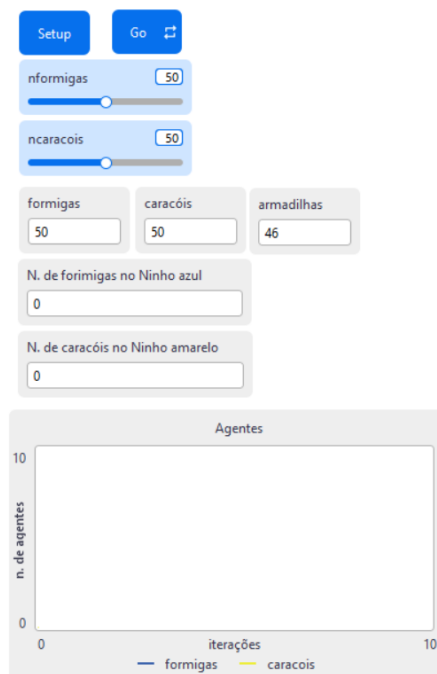 Setup
Go
nformigas 50
ncaracois 50
formigas caracóis armadilhas
50 50 46
N. de forimigas no Ninho azul
0
N. de caracóis no Ninho amarelo
0
Agentes
10
n. de agentes
0
0 iterações 10
formigas caracois